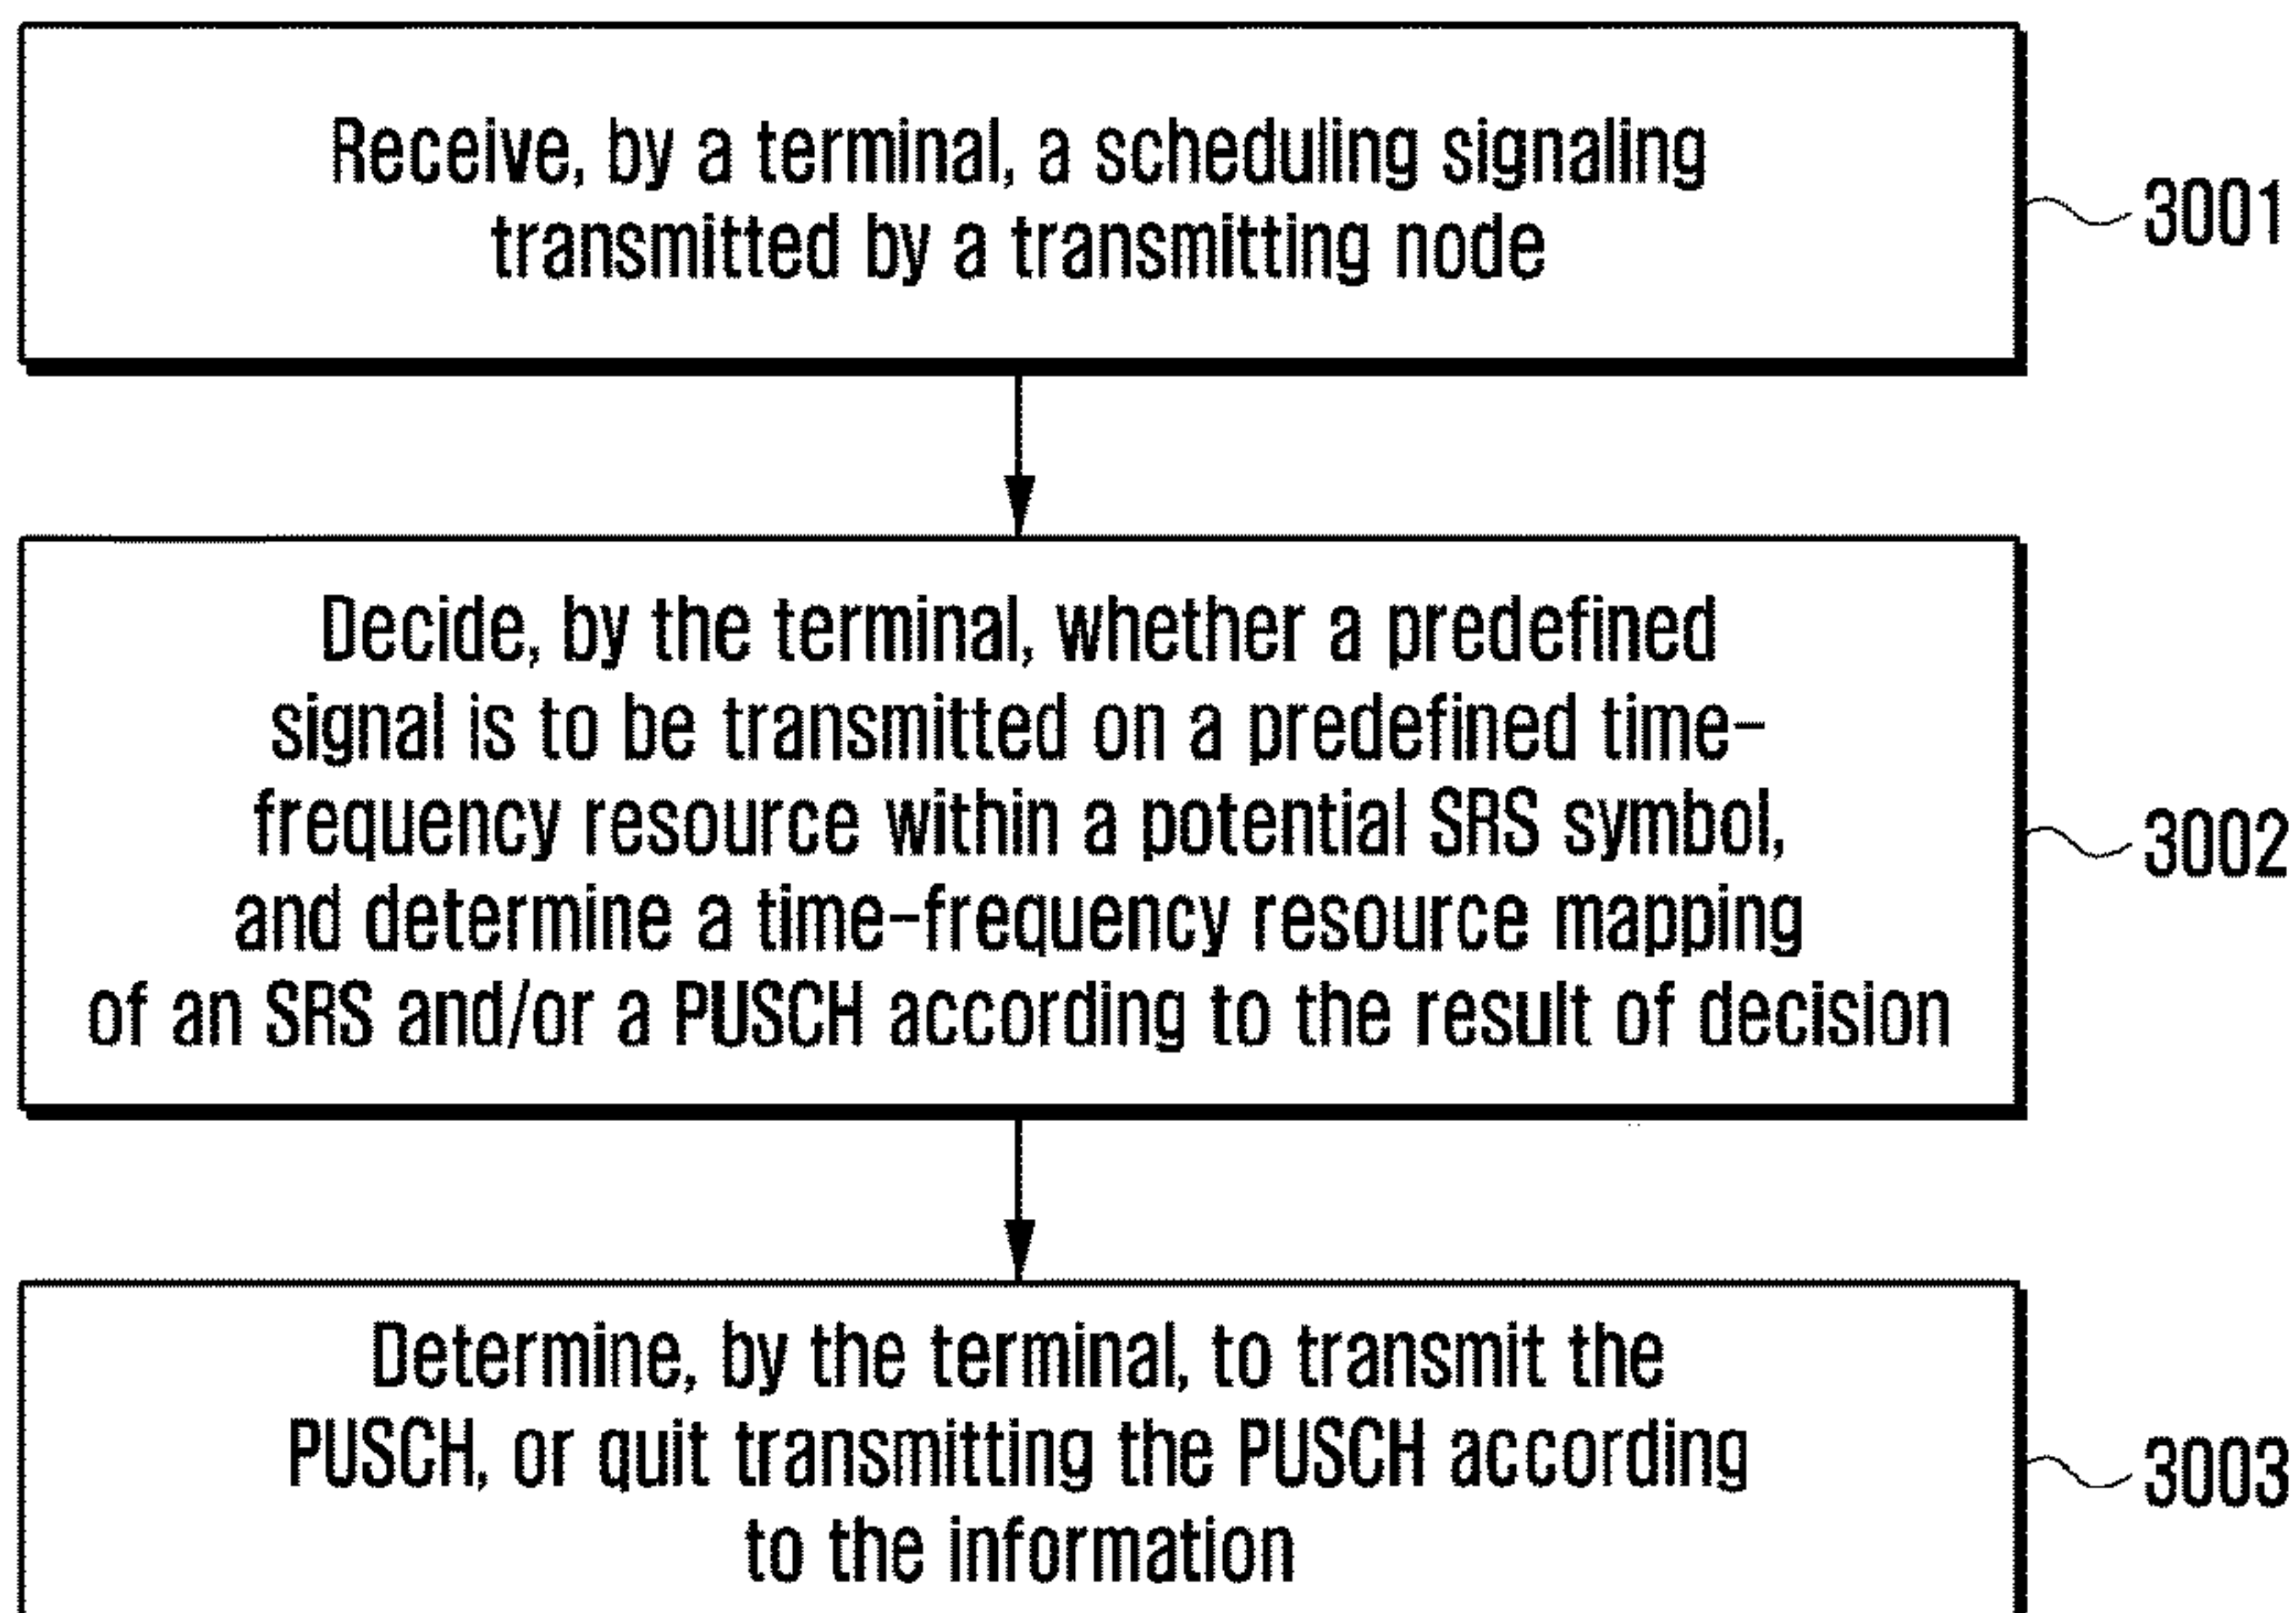 Receive, by a terminal, a scheduling signaling
transmitted by a transmitting node
3001
Decide, by the terminal, whether a predefined
signal is to be transmitted on a predefined time-
frequency resource within a potential SRS symbol,
and determine a time-frequency resource mapping
of an SRS and/or a PUSCH according to the result of decision
3002
Determine, by the terminal, to transmit the
PUSCH, or quit transmitting the PUSCH according
to the information
3003